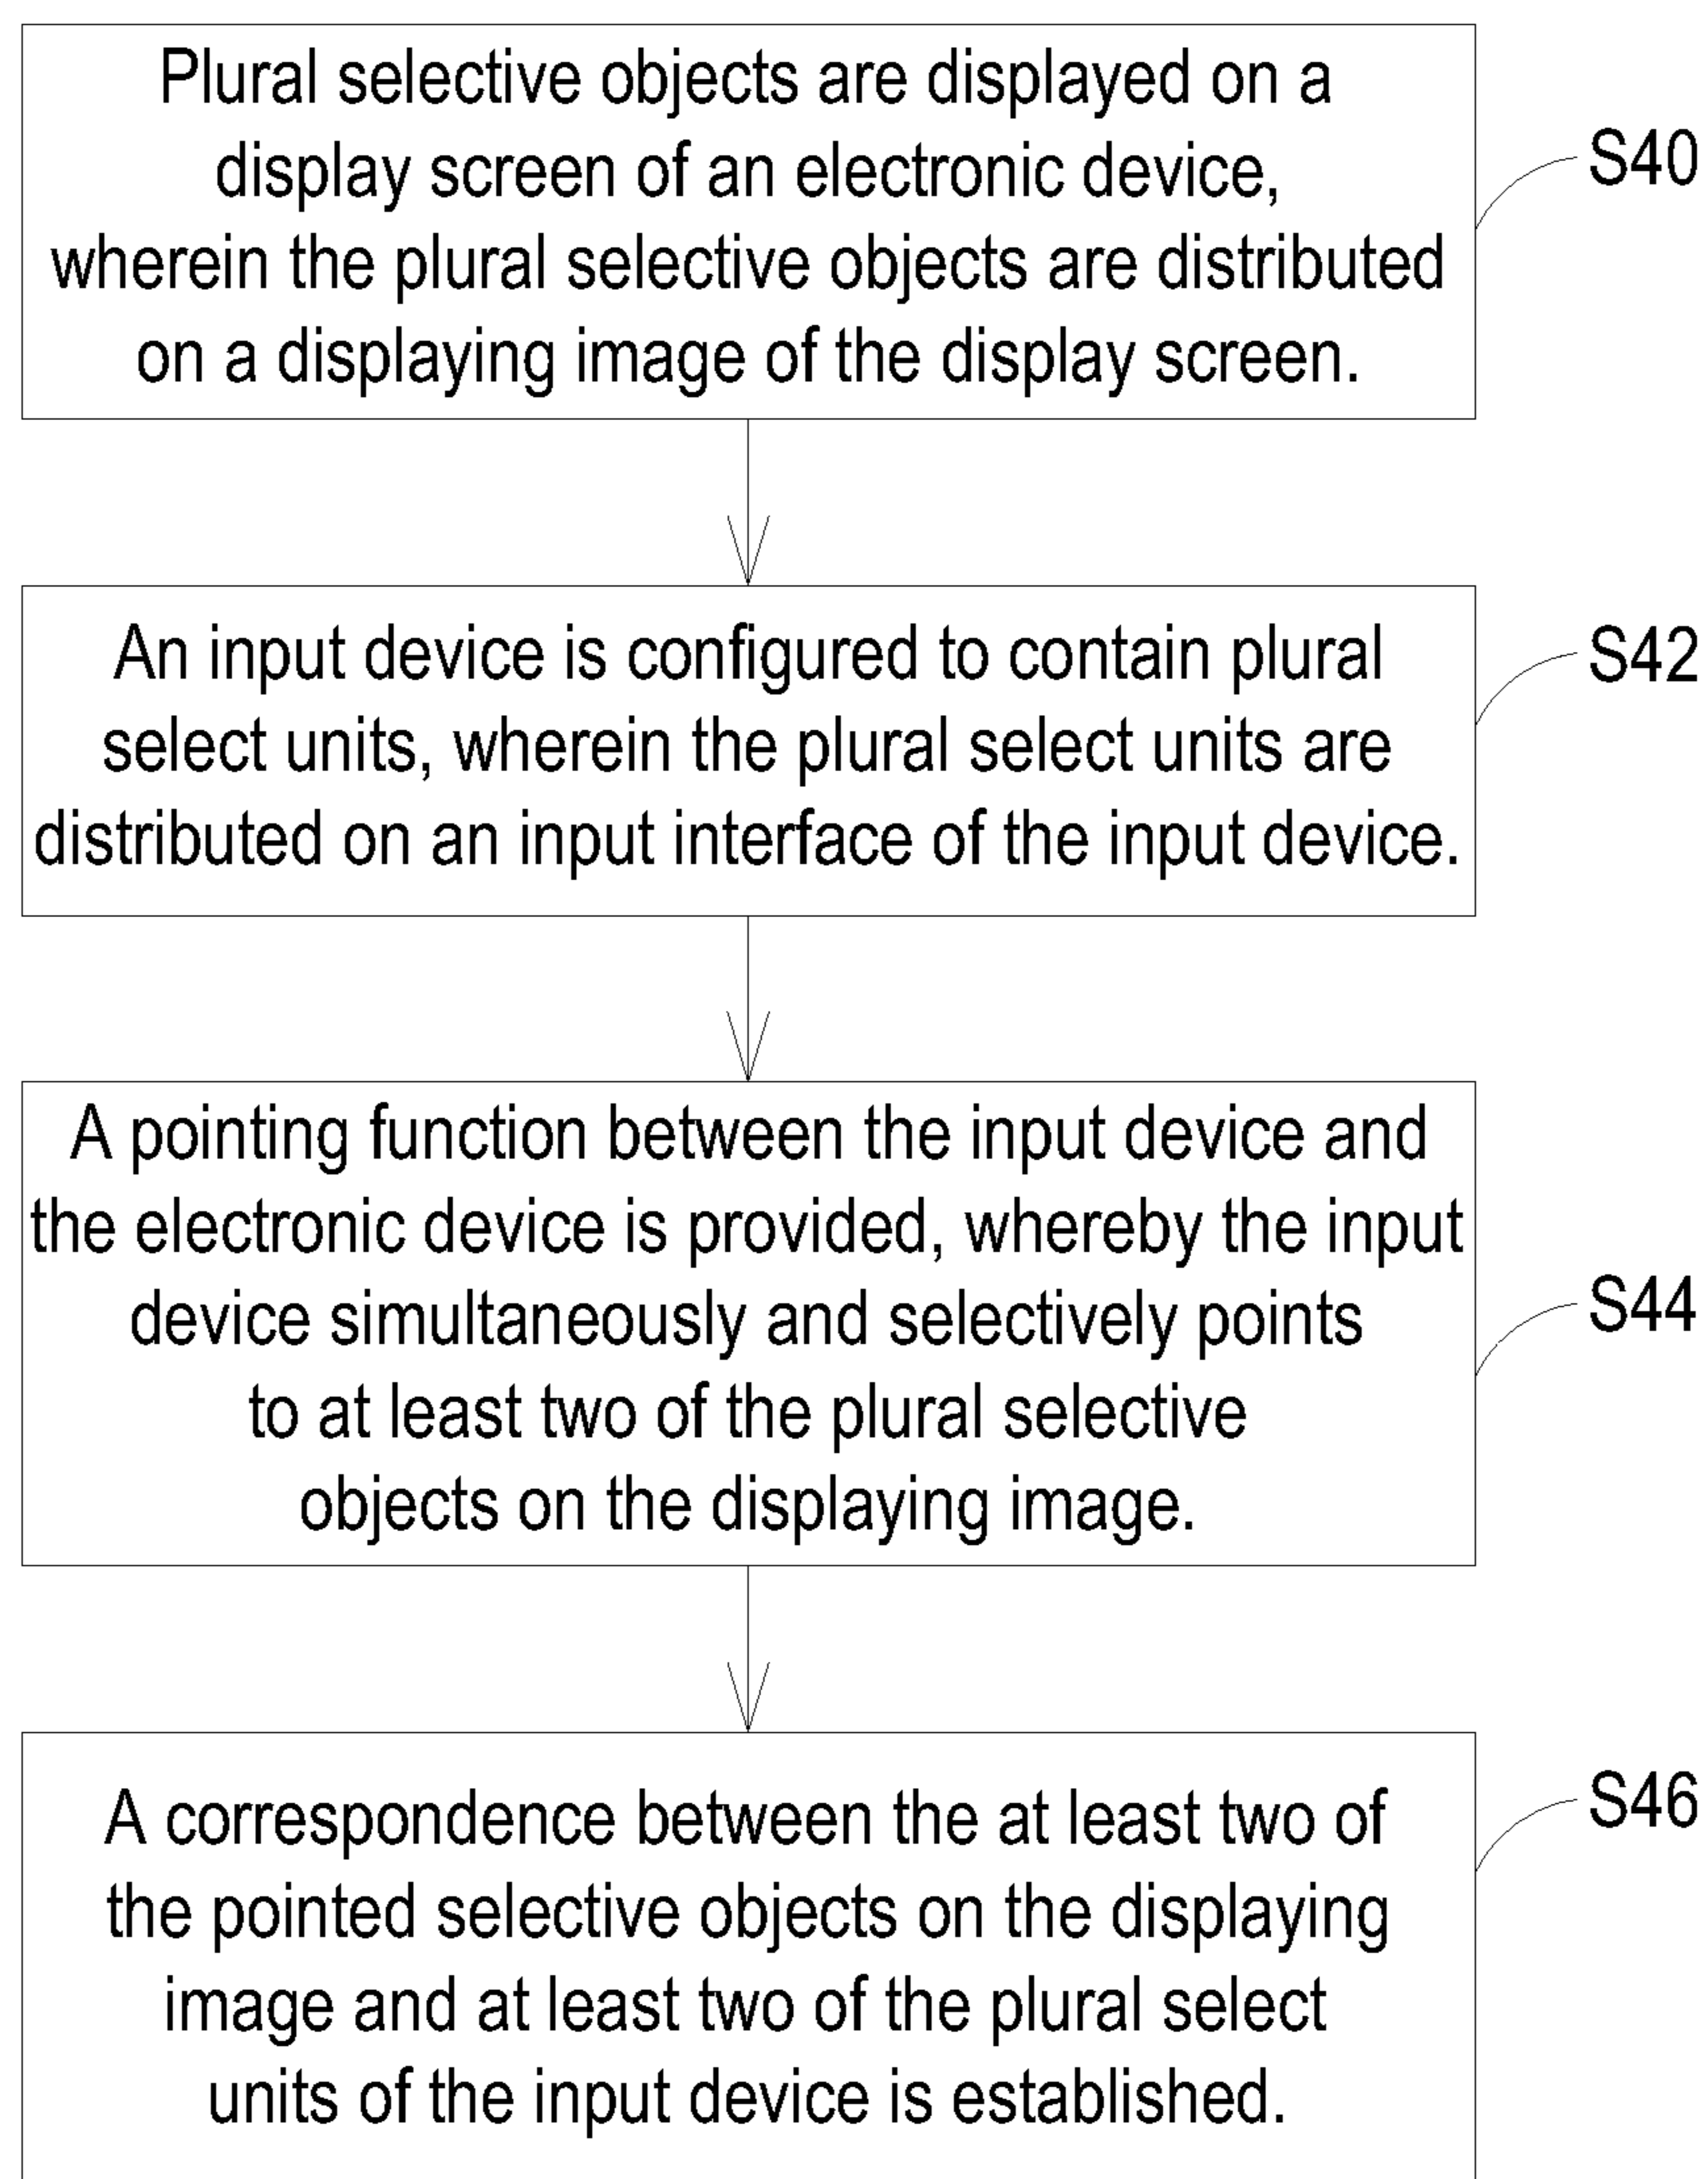 Plural selective objects are displayed on a
display screen of an electronic device,
wherein the plural selective objects are distributed
on a displaying image of the display screen.
S40
An input device is configured to contain plural
select units, wherein the plural select units are
distributed on an input interface of the input device.
S42
A pointing function between the input device and
the electronic device is provided, whereby the input
device simultaneously and selectively points
to at least two of the plural selective
objects on the displaying image.
S44
A correspondence between the at least two of
the pointed selective objects on the displaying
image and at least two of the plural select
units of the input device is established.
S46